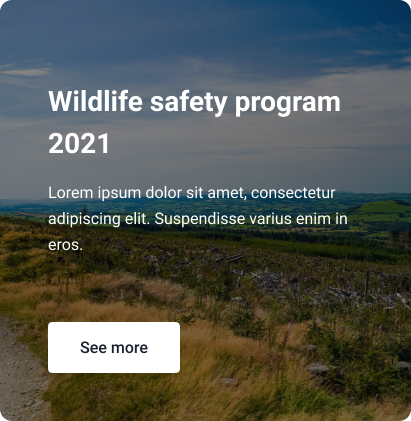 Wildlife safety program
2021
Lorem ipsum dolor sit amet, consectetur
adipiscing elit. Suspendisse varius enim in
eros.
See more